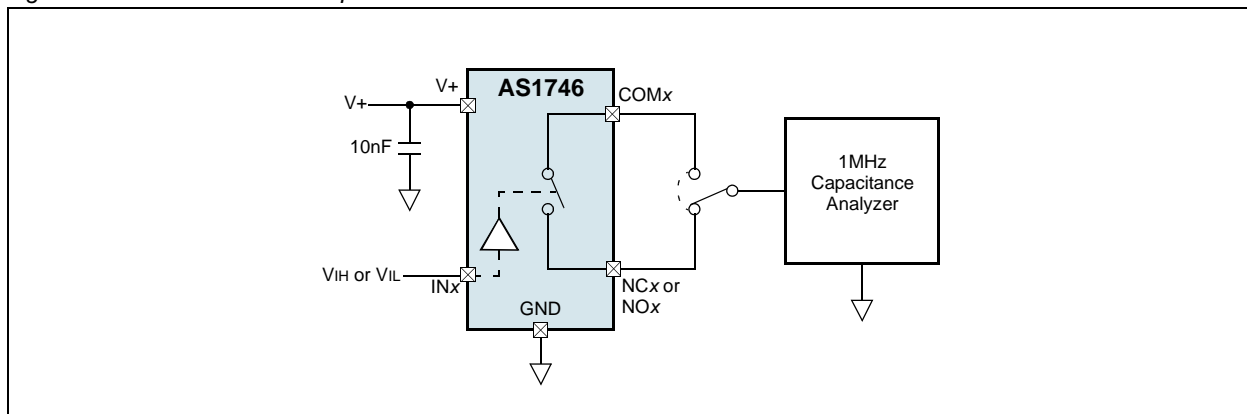 V+
V+
AS1746
COMx
10nF
1MHz
Capacitance
Analyzer
VIH or VIL
INx
GND
NCx or
NOx